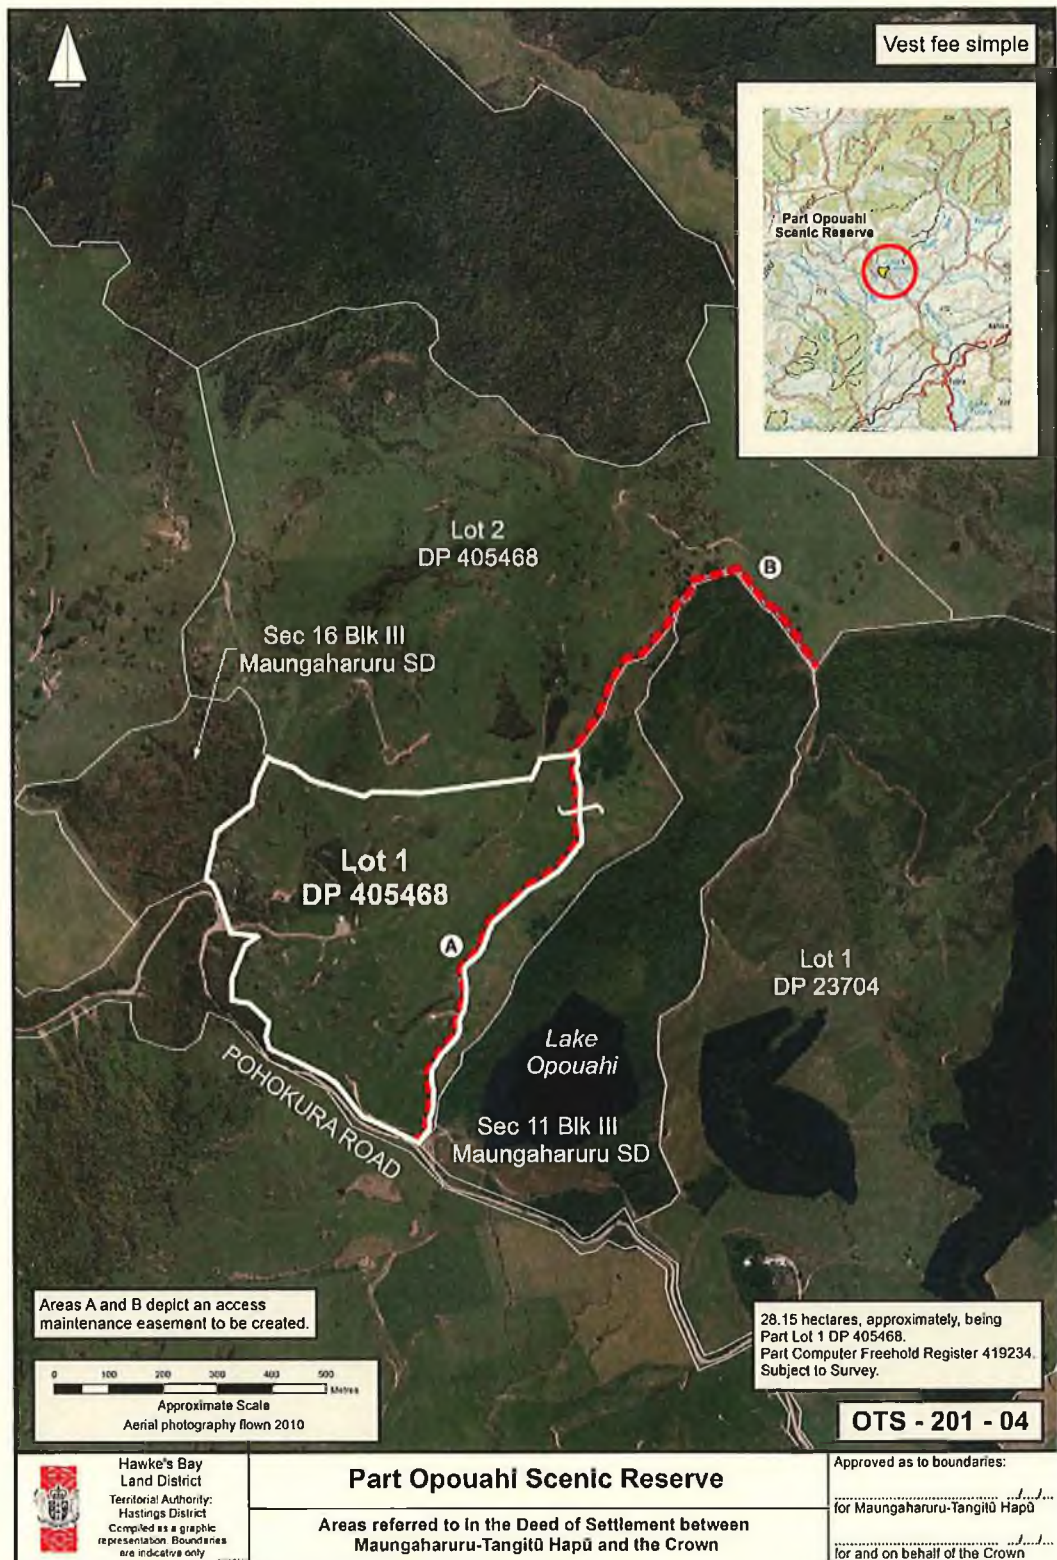 Vest fee simple
Part Opouahi
Scenic Reserve
Lot 2
DP 405468
B
Sec 16 Blk III
Maungaharuru SD
Lot 1
DP 405468
A
Lot 1
DP 23704
Lake
Opouahi
POHOKURA ROAD
Sec 11 Blk III
Maungaharuru SD
Areas A and B depict an access
maintenance easement to be created.
28.15 hectares, approximately, being
Part Lot 1 DP 405468.
Part Computer Freehold Register 419234.
Subject to Survey.
0 100 200 300 400 500
Metres
Approximate Scale
Aerial photography flown 2010
OTS - 201 - 04
Hawke's Bay
Land District
Territorial Authority:
Hastings District
Compiled as a graphic
representation. Boundaries
are indicative only
Part Opouahi Scenic Reserve
Areas referred to in the Deed of Settlement between
Maungaharuru-Tangitū Hapū and the Crown
Approved as to boundaries:
............................................. .../.../...
for Maungaharuru-Tangitū Hapū
............................................. .../.../...
for and on behalf of the Crown